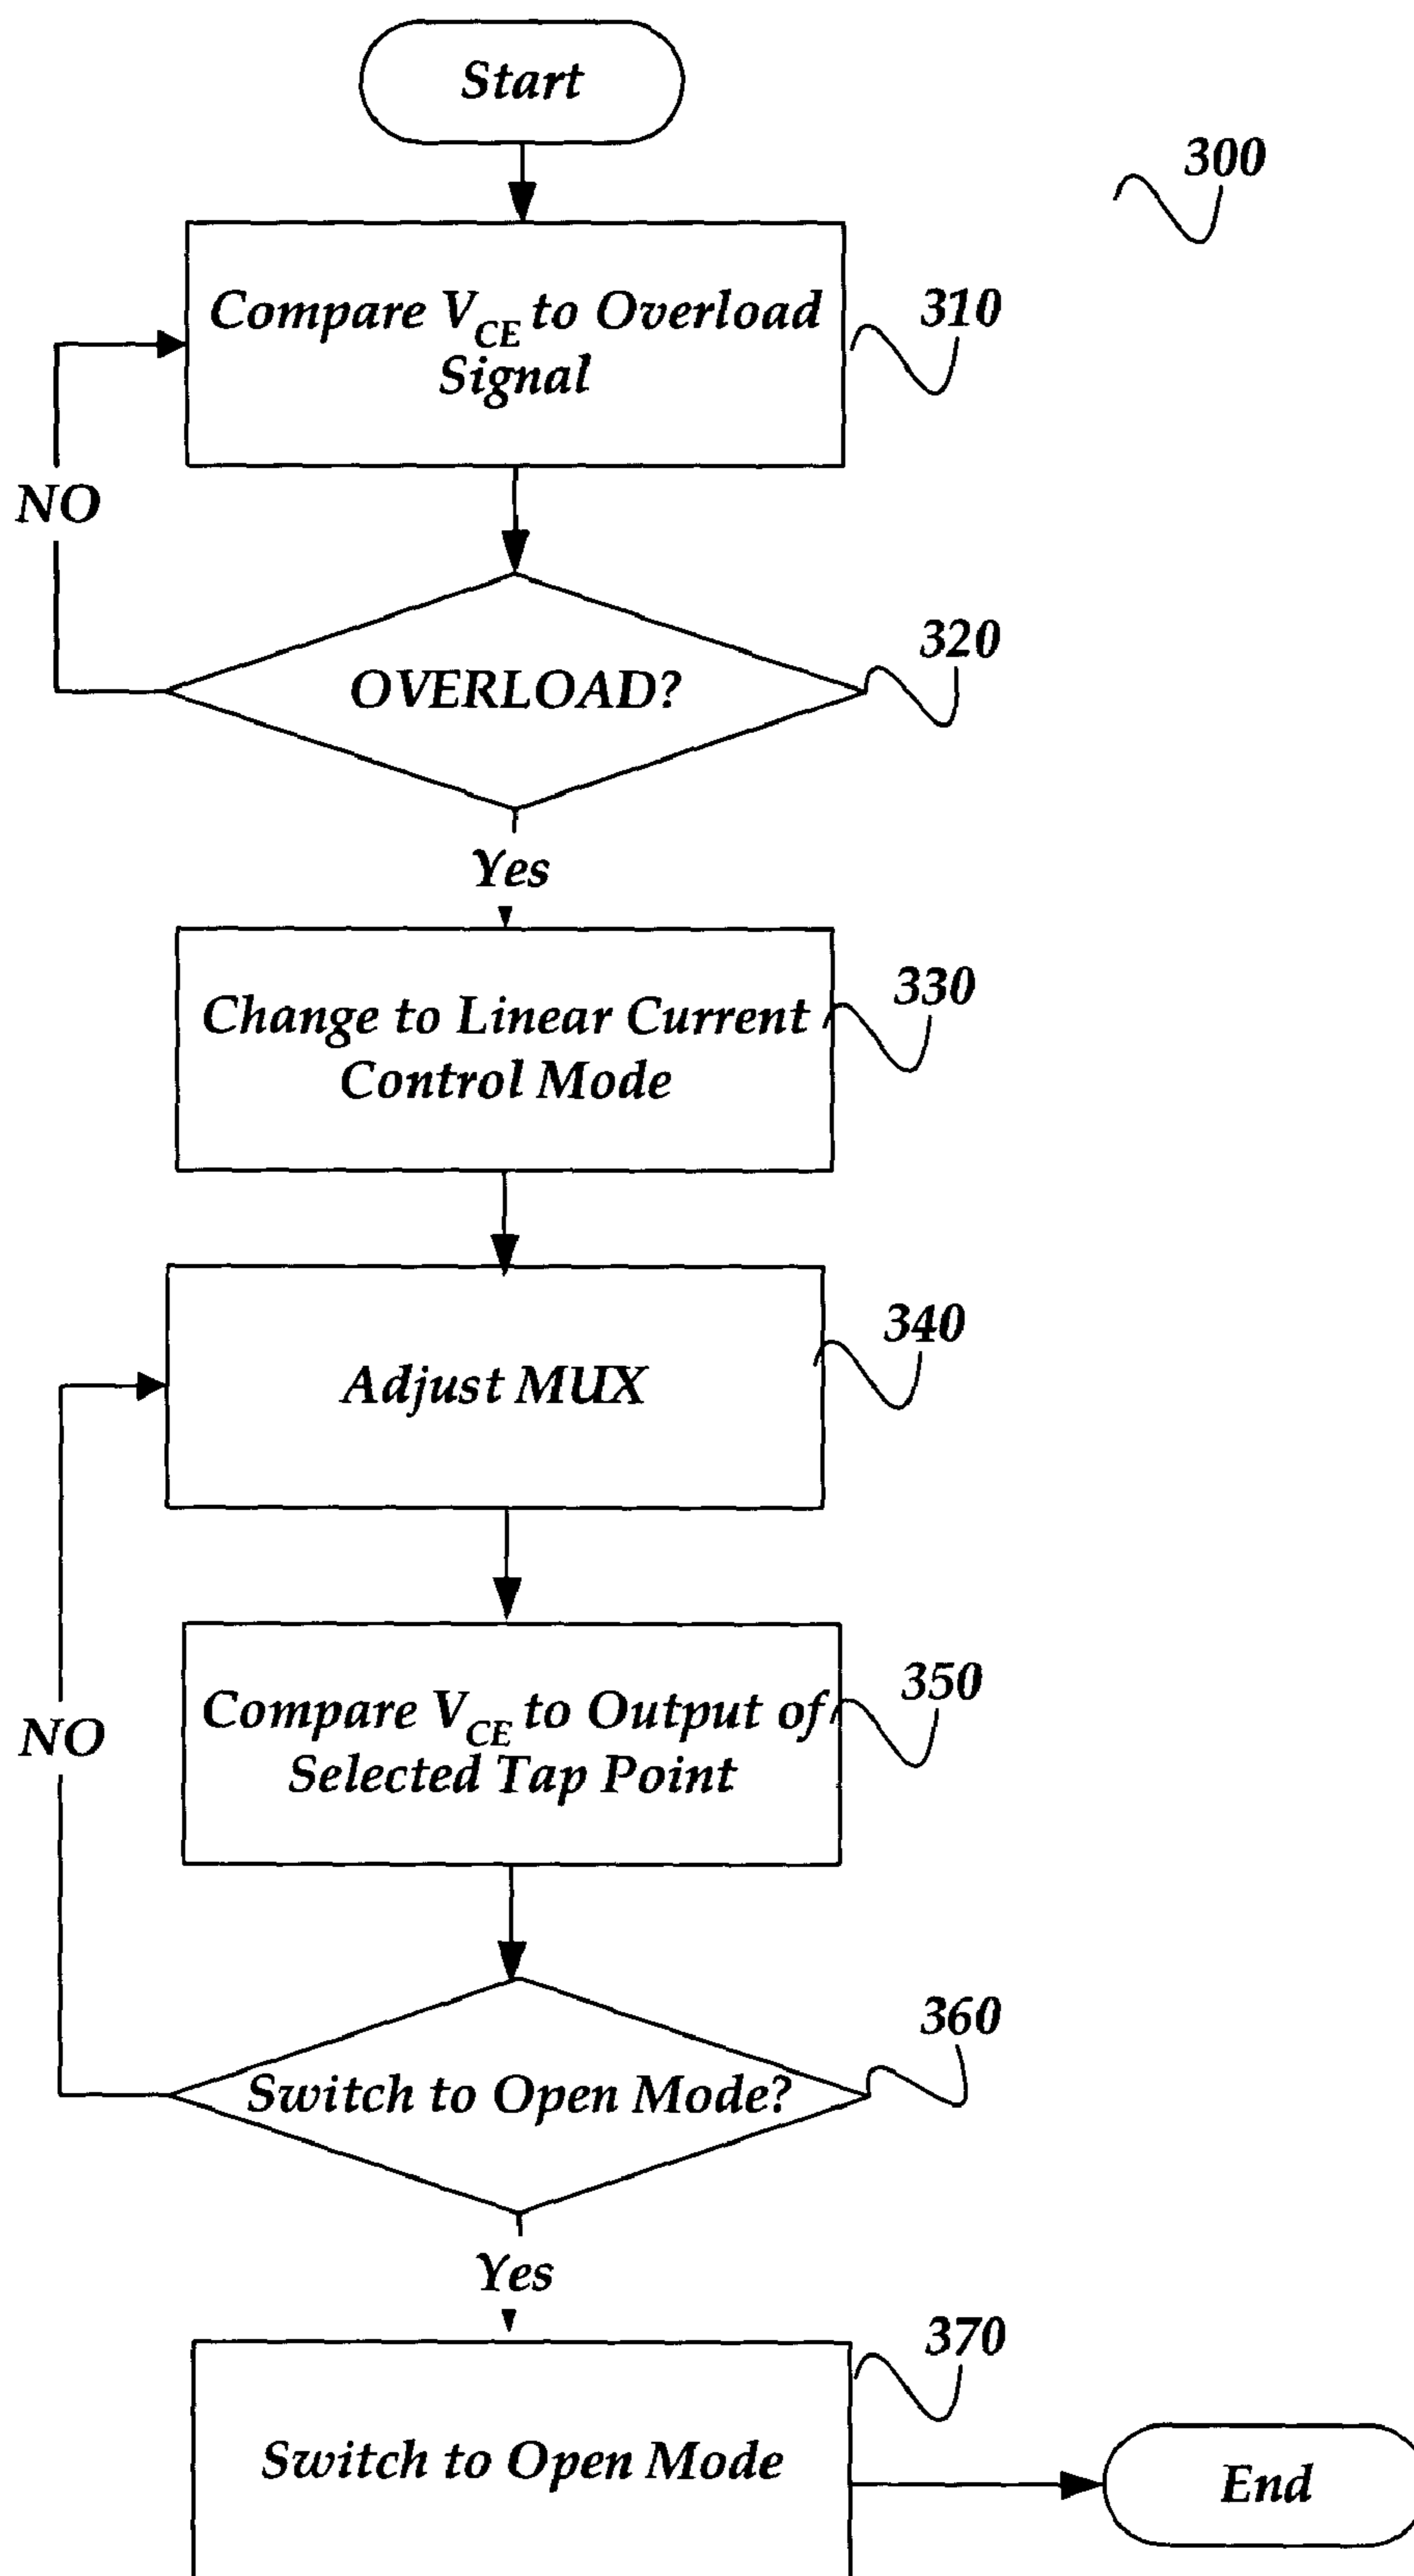 Start
300
Compare VCE to Overload
Signal
310
NO
OVERLOAD?
320
Yes
Change to Linear Current
Control Mode
330
Adjust MUX
340
Compare VCE to Output of
Selected Tap Point
350
NO
Switch to Open Mode?
360
Yes
Switch to Open Mode
370
End